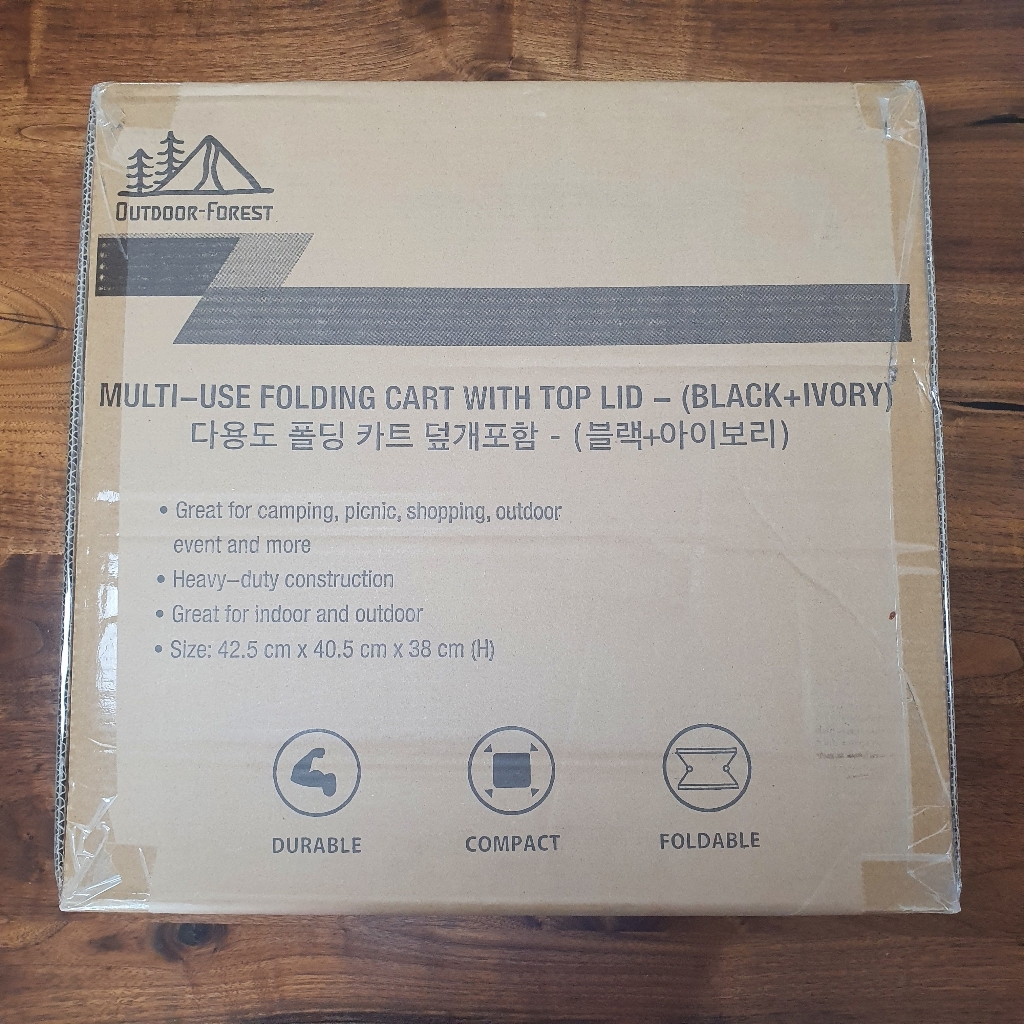 OUTDOOR-FOREST
MULTI-USE FOLDING CART WITH TOP LID - (BLACK+IVORY)
다용도 폴딩 카트 덮개포함 - (블랙+아이보리)
• Great for camping, picnic, shopping, outdoor
event and more
• Heavy-duty construction
• Great for indoor and outdoor
• Size: 42.5 cm x 40.5 cm x 38 cm (H)
DURABLE
COMPACT
FOLDABLE